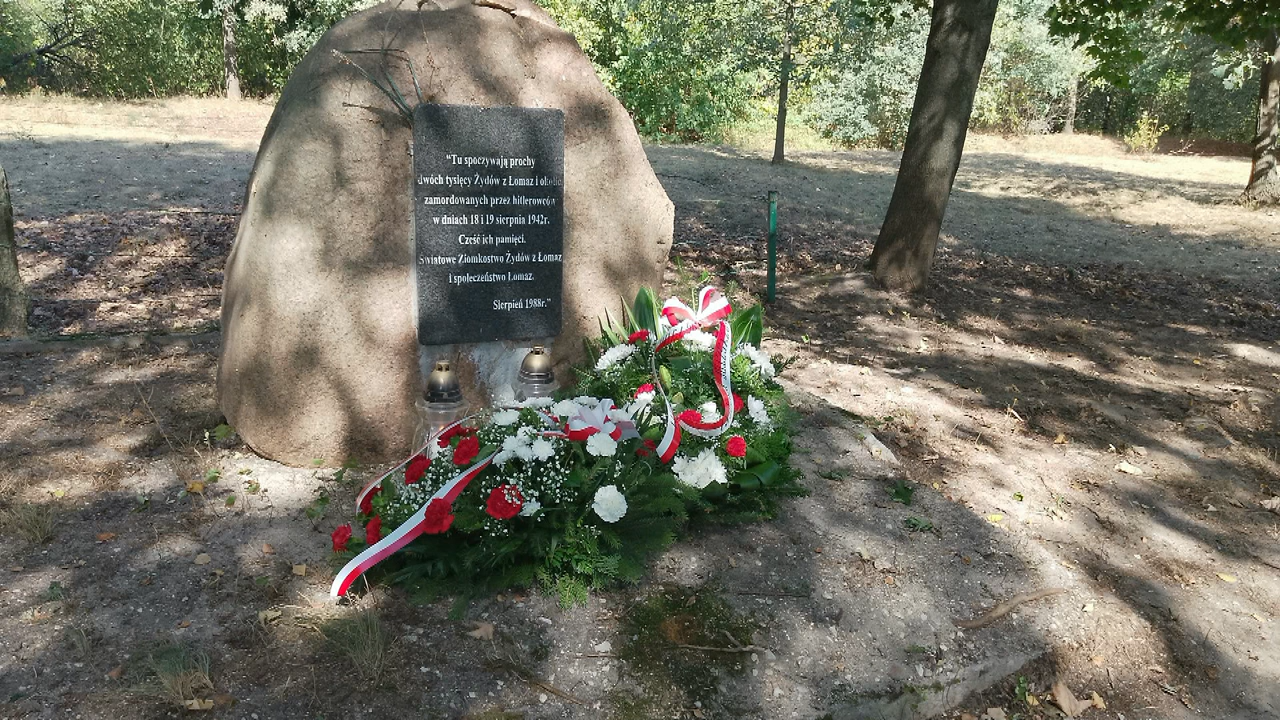 "Tu spoczywają prochy
dwóch tysięcy Żydów z Łomaz i okolic
zamordowanych przez hitlerowców
w dniach 18 i 19 sierpnia 1942r.
Cześć ich pamięci.
Światowe Ziomkostwo Żydów z Łomaz
i społeczeństwo Łomaz.
Sierpień 1988r."